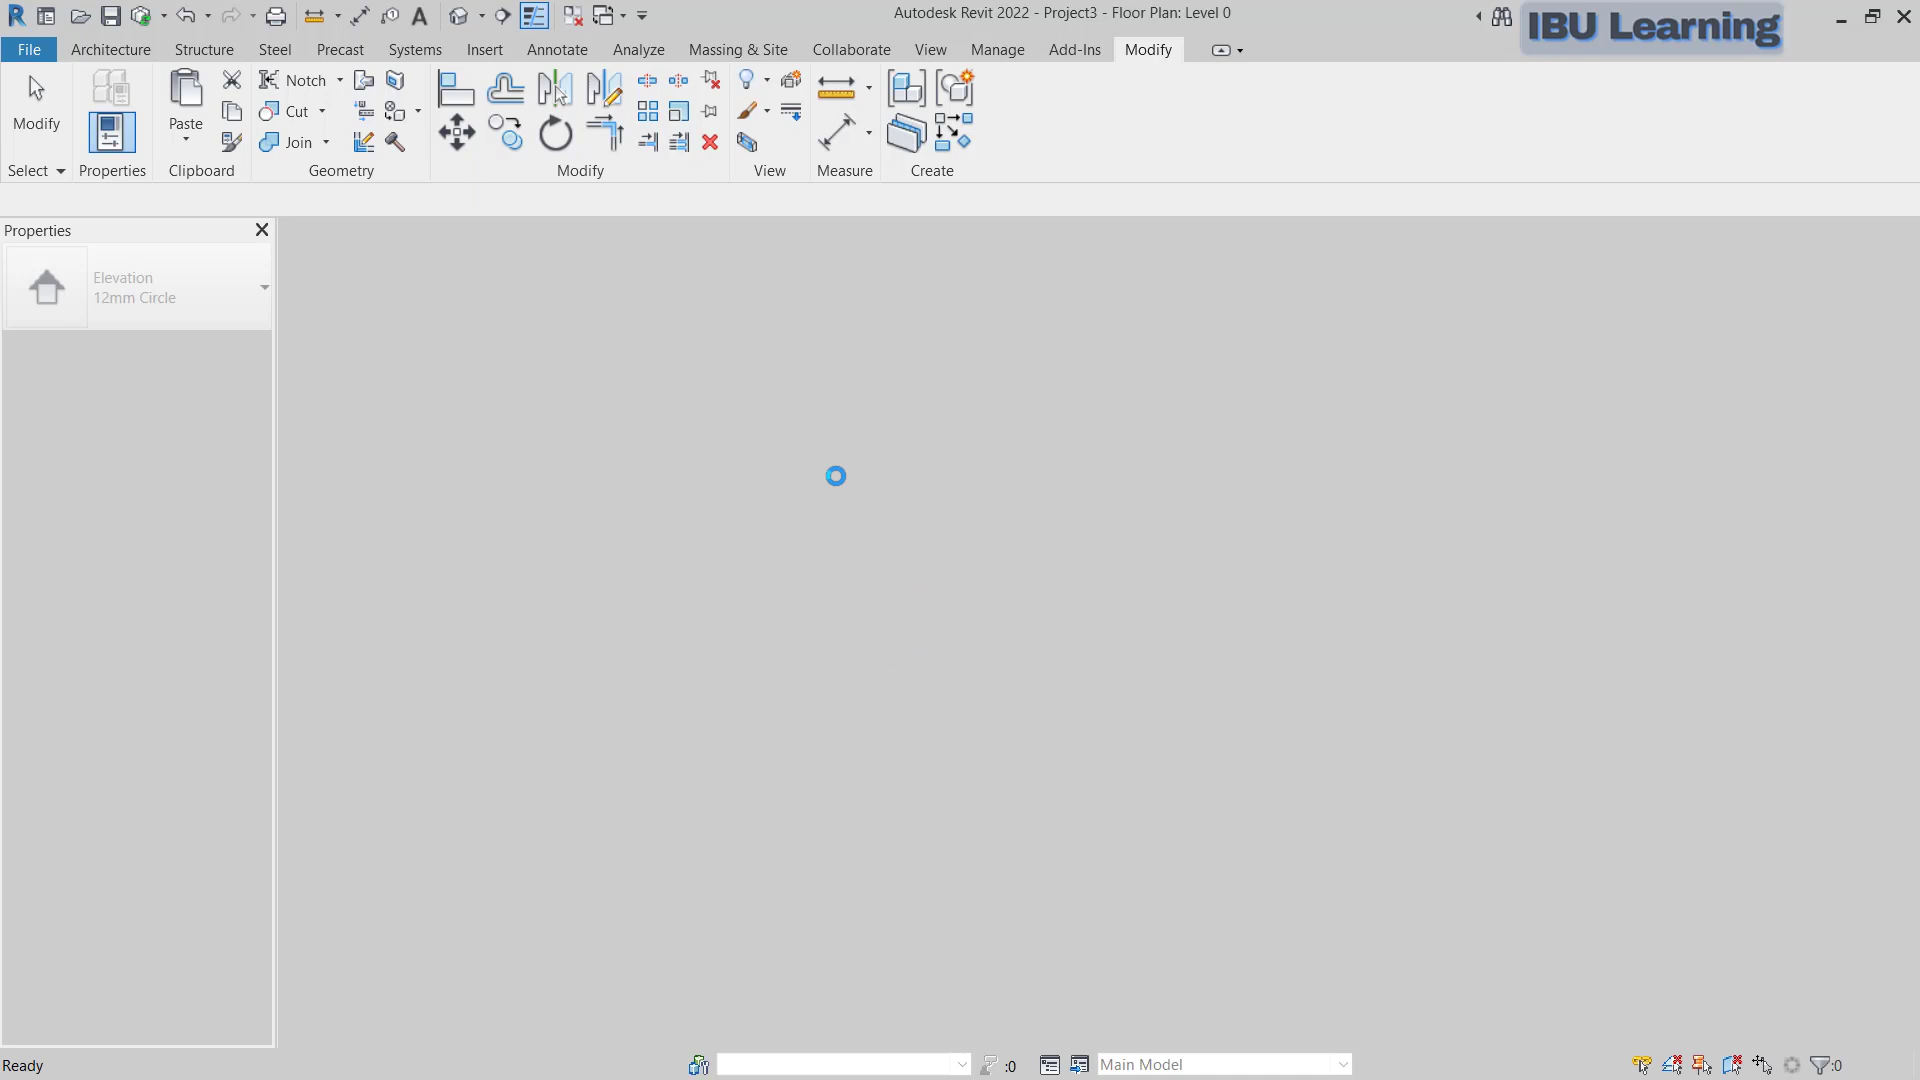 Autodesk Revit 2022 - Project3 - Floor Plan: Level 0
IBU Learning
File Architecture Structure Steel Precast Systems Insert Annotate Analyze Massing & Site Collaborate View Manage Add-Ins Modify
Notch
Modify Paste Cut
Join
Select Properties Clipboard Geometry Modify View Measure Create
Properties
Elevation
12mm Circle
Ready :0 Main Model :0